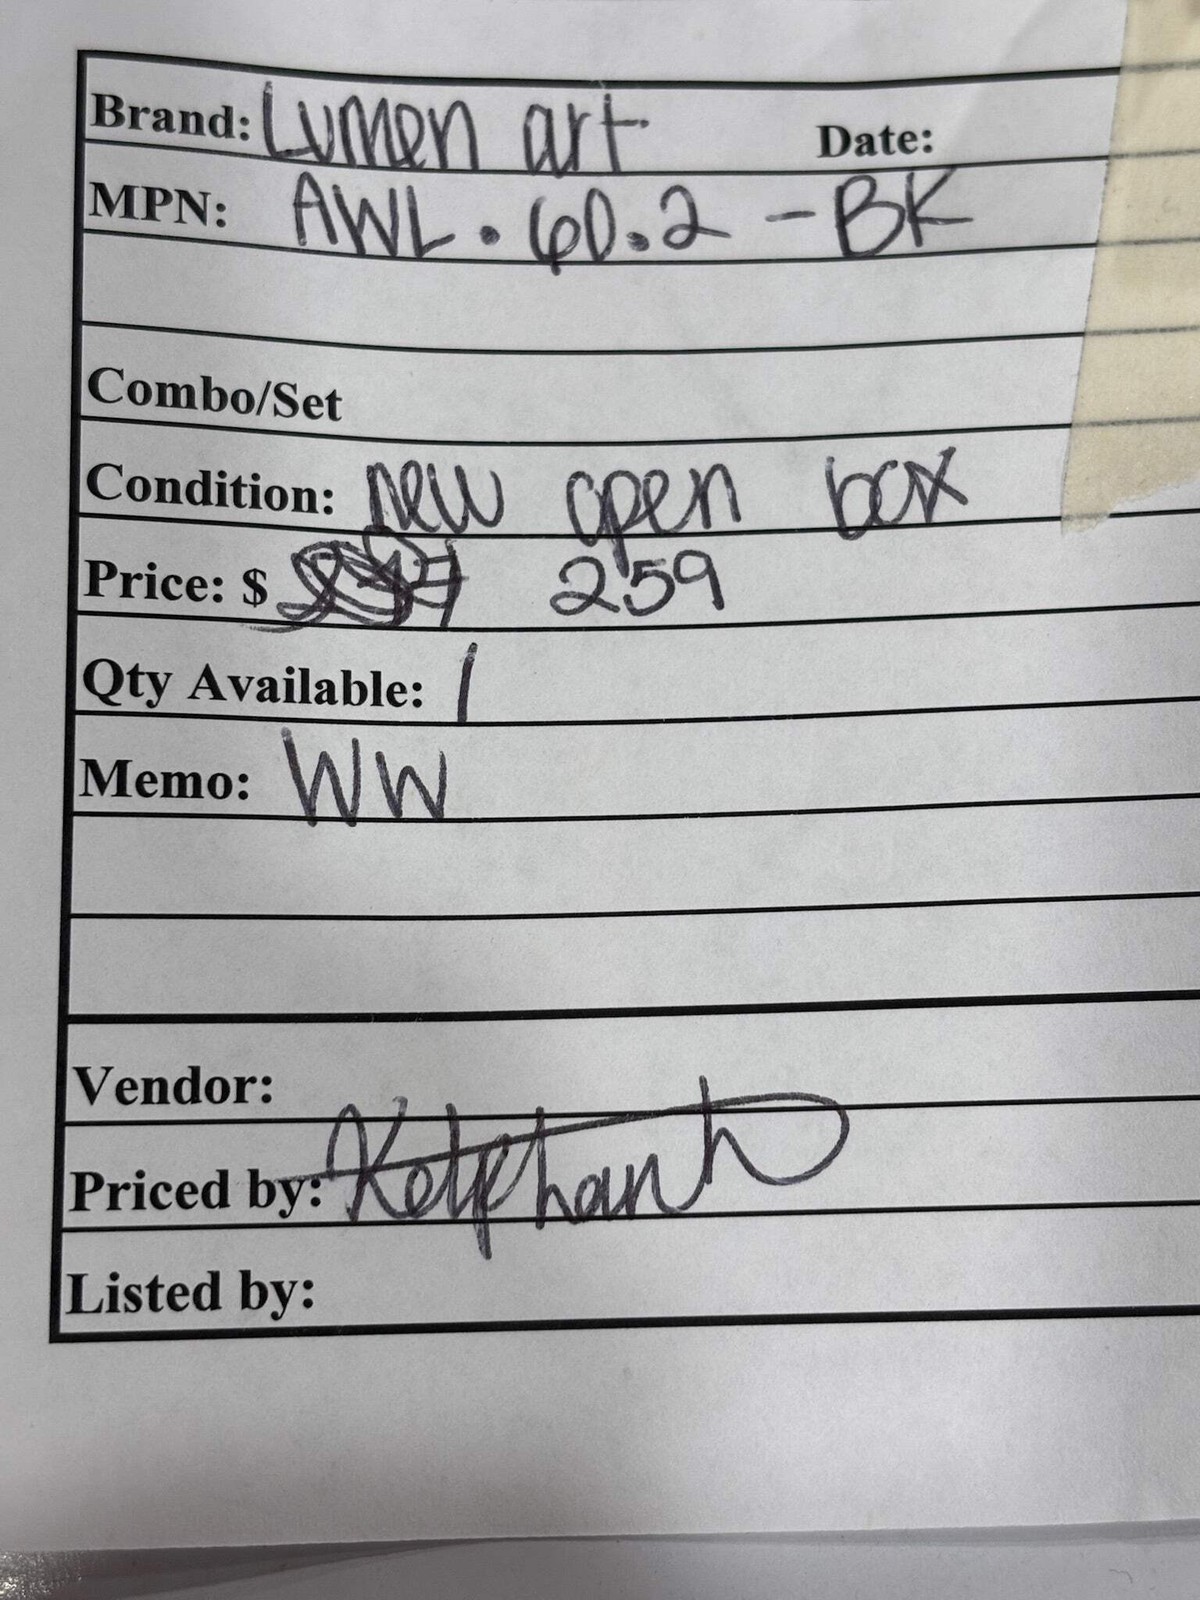 Brand: Lumen art Date:
MPN: AWL.60.2 - BK
Combo/Set
Condition: new open box
Price: $ 259
Qty Available: 1
Memo: WW
Vendor:
Priced by:
Listed by: